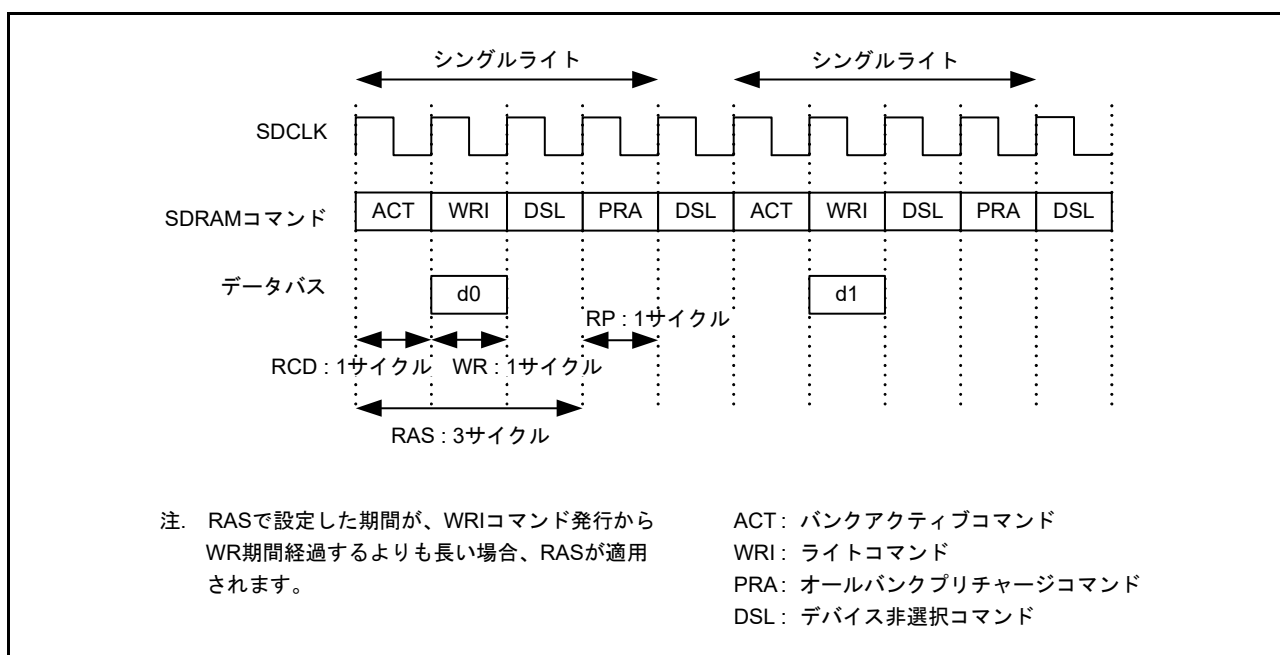 シングルライト シングルライト
SDCLK
SDRAMコマンド ACT WRI DSL PRA DSL ACT WRI DSL PRA DSL
データバス d0 d1
RP : 1サイクル
RCD : 1サイクル WR : 1サイクル
RAS : 3サイクル
注. RASで設定した期間が、WRIコマンド発行から
WR期間経過するよりも長い場合、RASが適用
されます。
ACT : バンクアクティブコマンド
WRI : ライトコマンド
PRA : オールバンクプリチャージコマンド
DSL : デバイス非選択コマンド